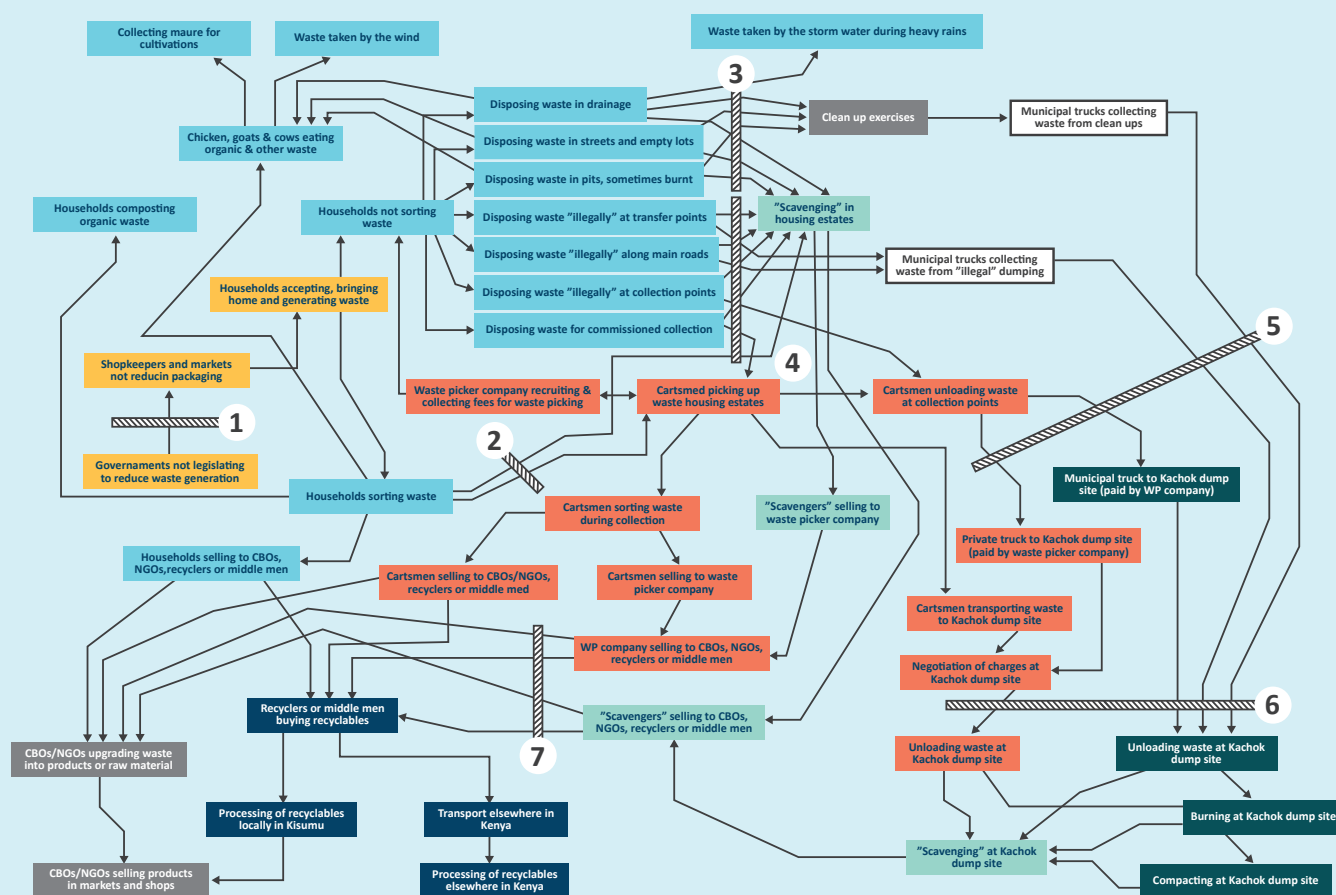 Collecting maure for
cultivations
Waste taken by the wind
Waste taken by the storm water during heavy rains
3
Disposing waste in drainage
Clean up exercises
Municipal trucks collecting
waste from clean ups
Chicken, goats & cows eating
organic & other waste
Disposing waste in streets and empty lots
Disposing waste in pits, sometimes burnt
Households composting
organic waste
Households not sorting
waste
Disposing waste "illegally" at transfer points
"Scavenging" in
housing estates
Disposing waste "illegally" along main roads
Municipal trucks collecting
waste from "illegal" dumping
Households accepting, bringing
home and generating waste
Disposing waste "illegally" at collection points
Disposing waste for commissioned collection
5
Shopkeepers and markets
not reducin packaging
4
Waste picker company recruiting &
collecting fees for waste picking
Cartsmed picking up
waste housing estates
Cartsmen unloading waste
at collection points
1
2
Governaments not legislating
to reduce waste generation
Households sorting waste
Municipal truck to Kachok dump
site (paid by WP company)
Cartsmen sorting waste
during collection
"Scavengers" selling to
waste picker company
Private truck to Kachok dump site
(paid by waste picker company)
Households selling to CBOs,
NGOs,recyclers or middle men
Cartsmen selling to CBOs/NGOs,
recyclers or middle med
Cartsmen selling to waste
picker company
Cartsmen transporting waste
to Kachok dump site
WP company selling to CBOs, NGOs,
recyclers or middle men
Negotiation of charges at
Kachok dump site
Recyclers or middle men
buying recyclables
"Scavengers" selling to CBOs,
NGOs, recyclers or middle men
6
7
CBOs/NGOs upgrading waste
into products or raw material
Unloading waste at
Kachok dump site
Unloading waste at Kachok
dump site
Processing of recyclables
locally in Kisumu
Transport elsewhere in
Kenya
Burning at Kachok dump site
"Scavenging" at Kachok
dump site
CBOs/NGOs selling products
in markets and shops
Processing of recyclables
elsewhere in Kenya
Compacting at Kachok dump site